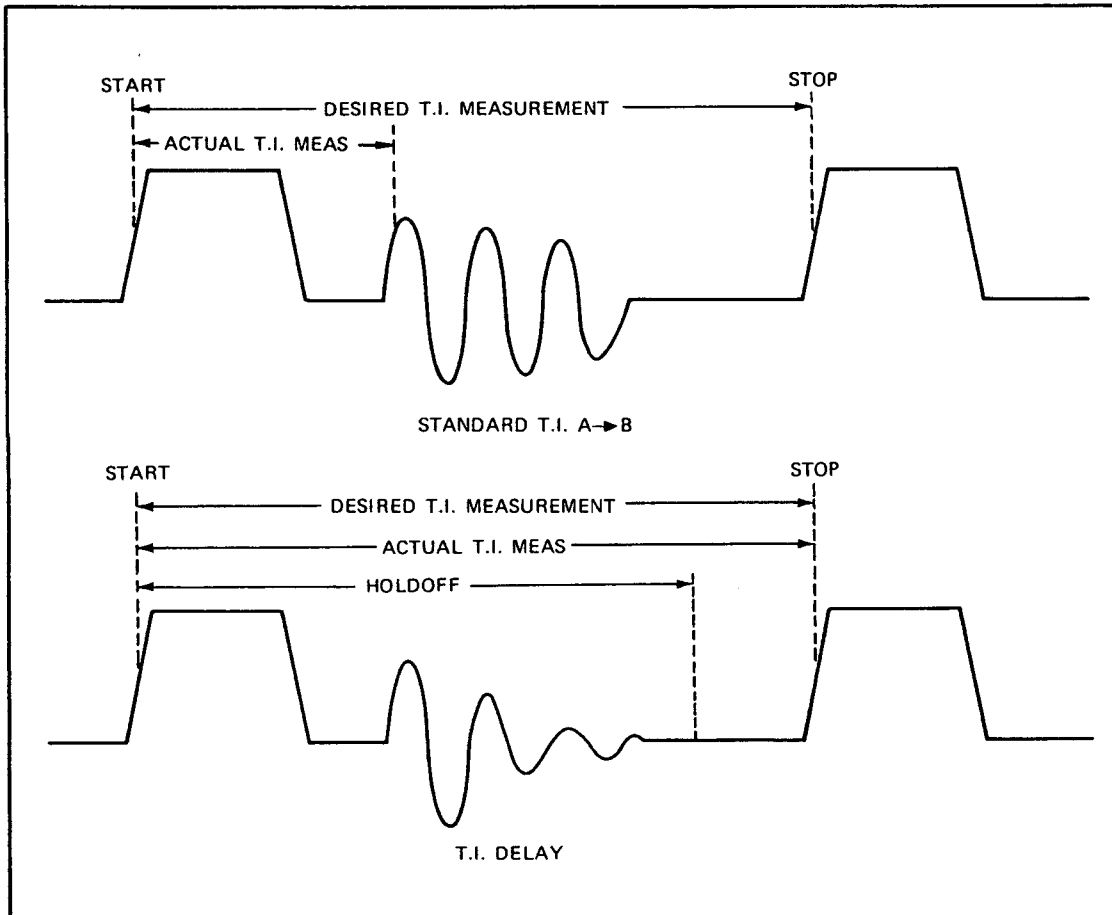 START
STOP
DESIRED T.I. MEASUREMENT
ACTUAL T.I. MEAS
STANDARD T.I. A→B
START
STOP
DESIRED T.I. MEASUREMENT
ACTUAL T.I. MEAS
HOLDOFF
T.I. DELAY